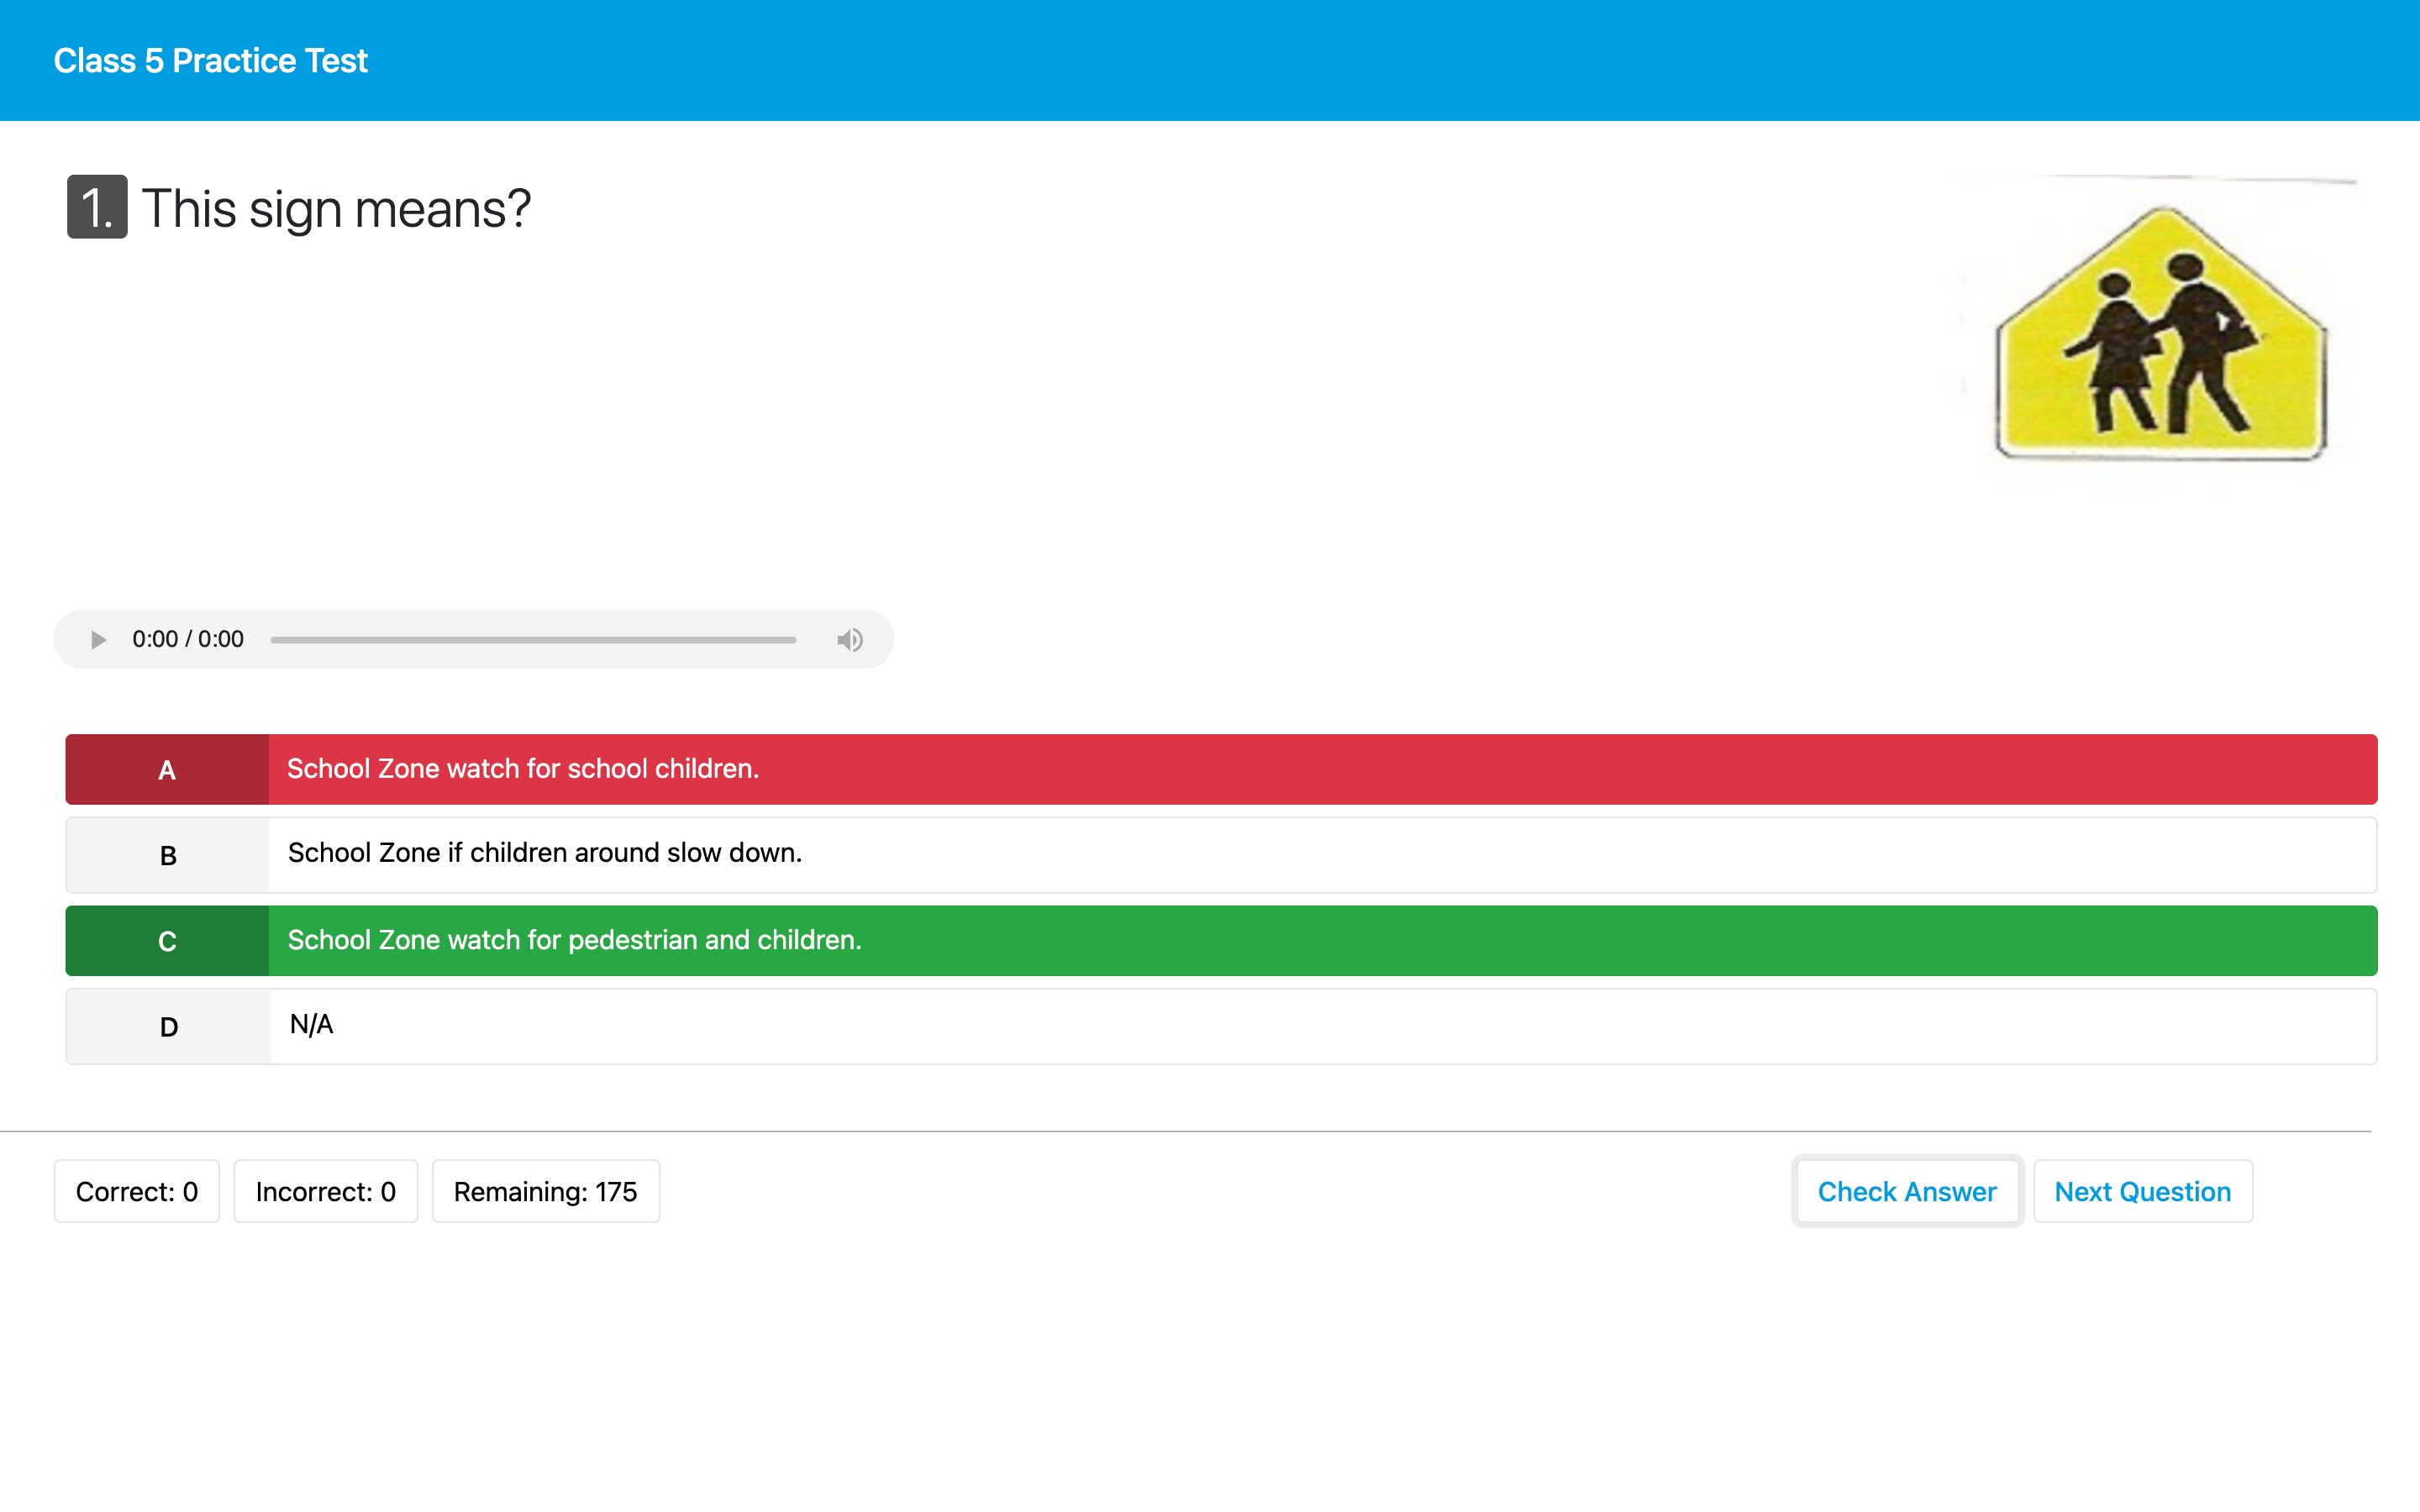 Class 5 Practice Test
1. This sign means?
0:00 / 0:00
A School Zone watch for school children.
B School Zone if children around slow down.
C School Zone watch for pedestrian and children.
D N/A
Correct: 0 Incorrect: 0 Remaining: 175 Check Answer Next Question